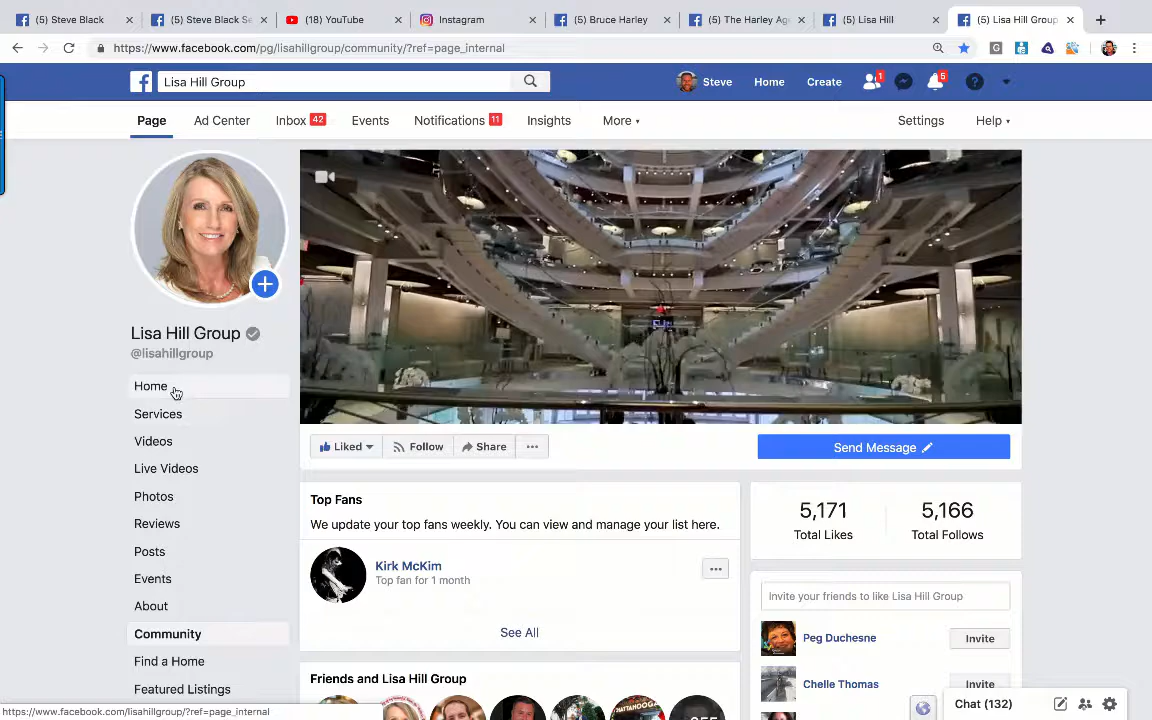 (5) Steve Black
(5) Steve Black Se
(18) YouTube
Instagram
(5) Bruce Harley
(5) The Harley Age
(5) Lisa Hill
(5) Lisa Hill Group
https://www.facebook.com/pg/lisahillgroup/community/?ref=page_internal
Lisa Hill Group
Steve
Home
Create
1
5
Page
Ad Center
Inbox 42
Events
Notifications 11
Insights
More
Settings
Help
Lisa Hill Group
@lisahillgroup
Home
Services
Videos
Live Videos
Photos
Reviews
Posts
Events
About
Community
Find a Home
Featured Listings
Liked
Follow
Share
Send Message
Top Fans
We update your top fans weekly. You can view and manage your list here.
Kirk McKim
Top fan for 1 month
See All
Friends and Lisa Hill Group
5,171
Total Likes
5,166
Total Follows
Invite your friends to like Lisa Hill Group
Peg Duchesne
Invite
Chelle Thomas
Invite
Chat (132)
https://www.facebook.com/lisahillgroup/?ref=page_internal